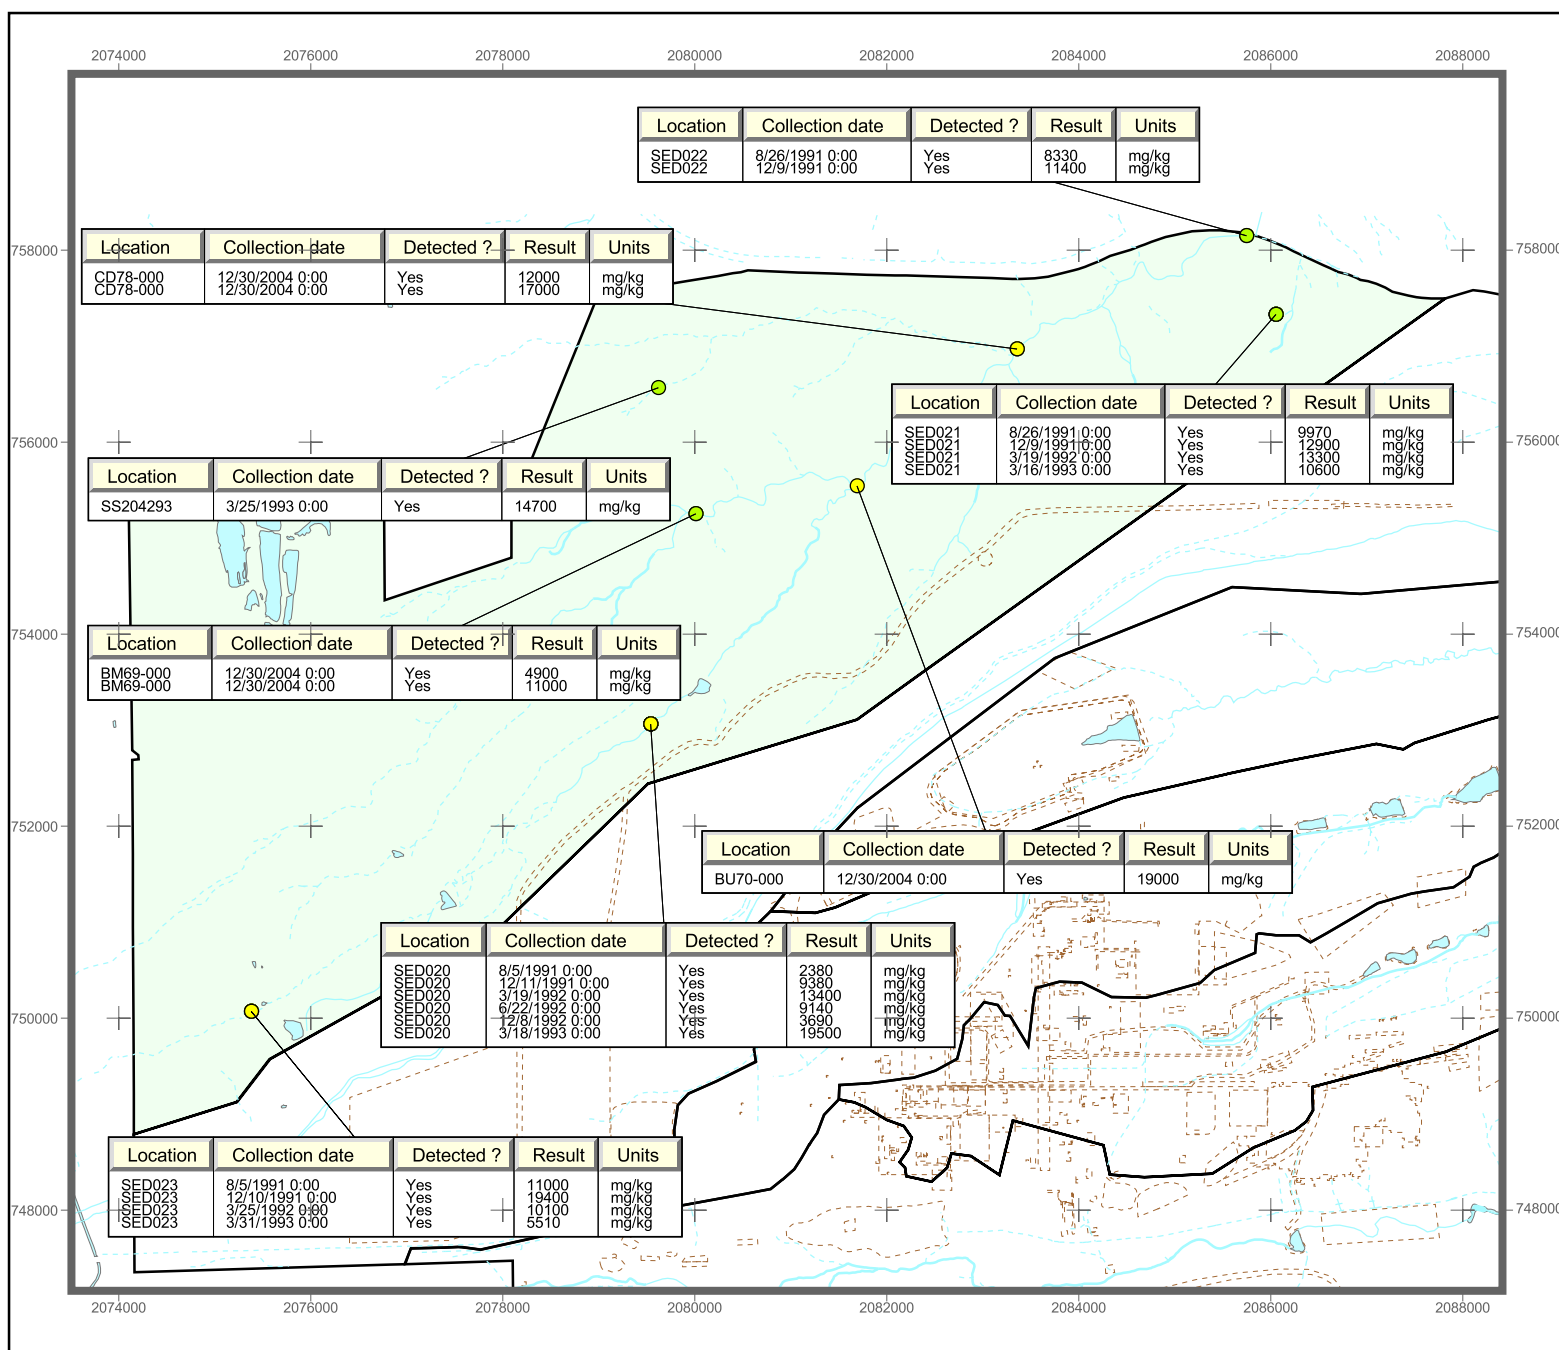 2074000 2076000 2078000 2080000 2082000 2084000 2086000 2088000
Location Collection date Detected ? Result Units
SED022 8/26/1991 0:00 Yes 8330 mg/kg
SED022 12/9/1991 0:00 Yes 11400 mg/kg
758000 758000
Location Collection date Detected ? Result Units
CD78-000 12/30/2004 0:00 Yes 12000 mg/kg
CD78-000 12/30/2004 0:00 Yes 17000 mg/kg
Location Collection date Detected ? Result Units
SED021 8/26/1991 0:00 Yes 9970 mg/kg
SED021 12/9/1991 0:00 Yes 12900 mg/kg
SED021 3/19/1992 0:00 Yes 13300 mg/kg
SED021 3/16/1993 0:00 Yes 10600 mg/kg
756000 756000
Location Collection date Detected ? Result Units
SS204293 3/25/1993 0:00 Yes 14700 mg/kg
754000 754000
Location Collection date Detected ? Result Units
BM69-000 12/30/2004 0:00 Yes 4900 mg/kg
BM69-000 12/30/2004 0:00 Yes 11000 mg/kg
752000 752000
Location Collection date Detected ? Result Units
BU70-000 12/30/2004 0:00 Yes 19000 mg/kg
Location Collection date Detected ? Result Units
SED020 8/5/1991 0:00 Yes 2380 mg/kg
SED020 12/11/1991 0:00 Yes 9380 mg/kg
SED020 3/19/1992 0:00 Yes 13400 mg/kg
SED020 6/22/1992 0:00 Yes 9140 mg/kg
SED020 12/8/1992 0:00 Yes 3690 mg/kg
SED020 3/18/1993 0:00 Yes 19500 mg/kg
750000 750000
Location Collection date Detected ? Result Units
SED023 8/5/1991 0:00 Yes 11000 mg/kg
SED023 12/10/1991 0:00 Yes 19400 mg/kg
SED023 3/25/1992 0:00 Yes 10100 mg/kg
SED023 3/31/1993 0:00 Yes 5510 mg/kg
748000 748000
2074000 2076000 2078000 2080000 2082000 2084000 2086000 2088000